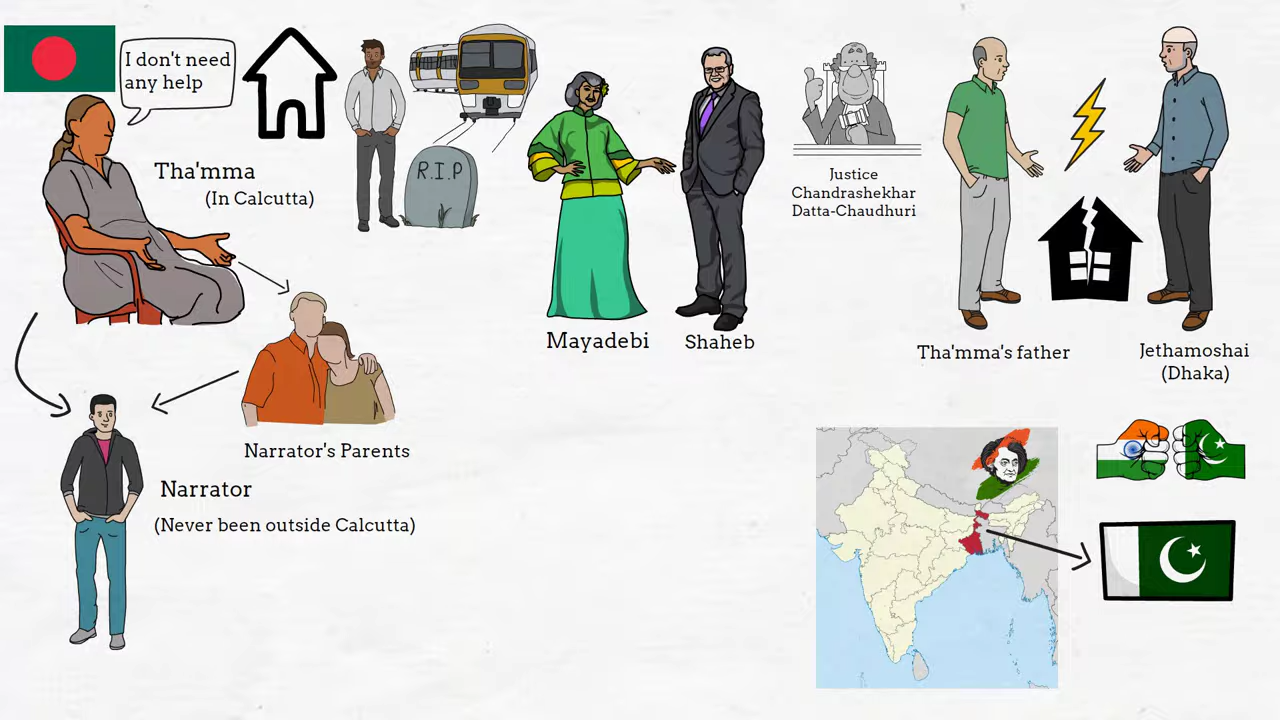 I don't need
any help
Tha'mma
(In Calcutta)
R.I.P
Justice
Chandrashekhar
Datta-Chaudhuri
Mayadebi
Shaheb
Tha'mma's father
Jethamoshai
(Dhaka)
Narrator's Parents
Narrator
(Never been outside Calcutta)